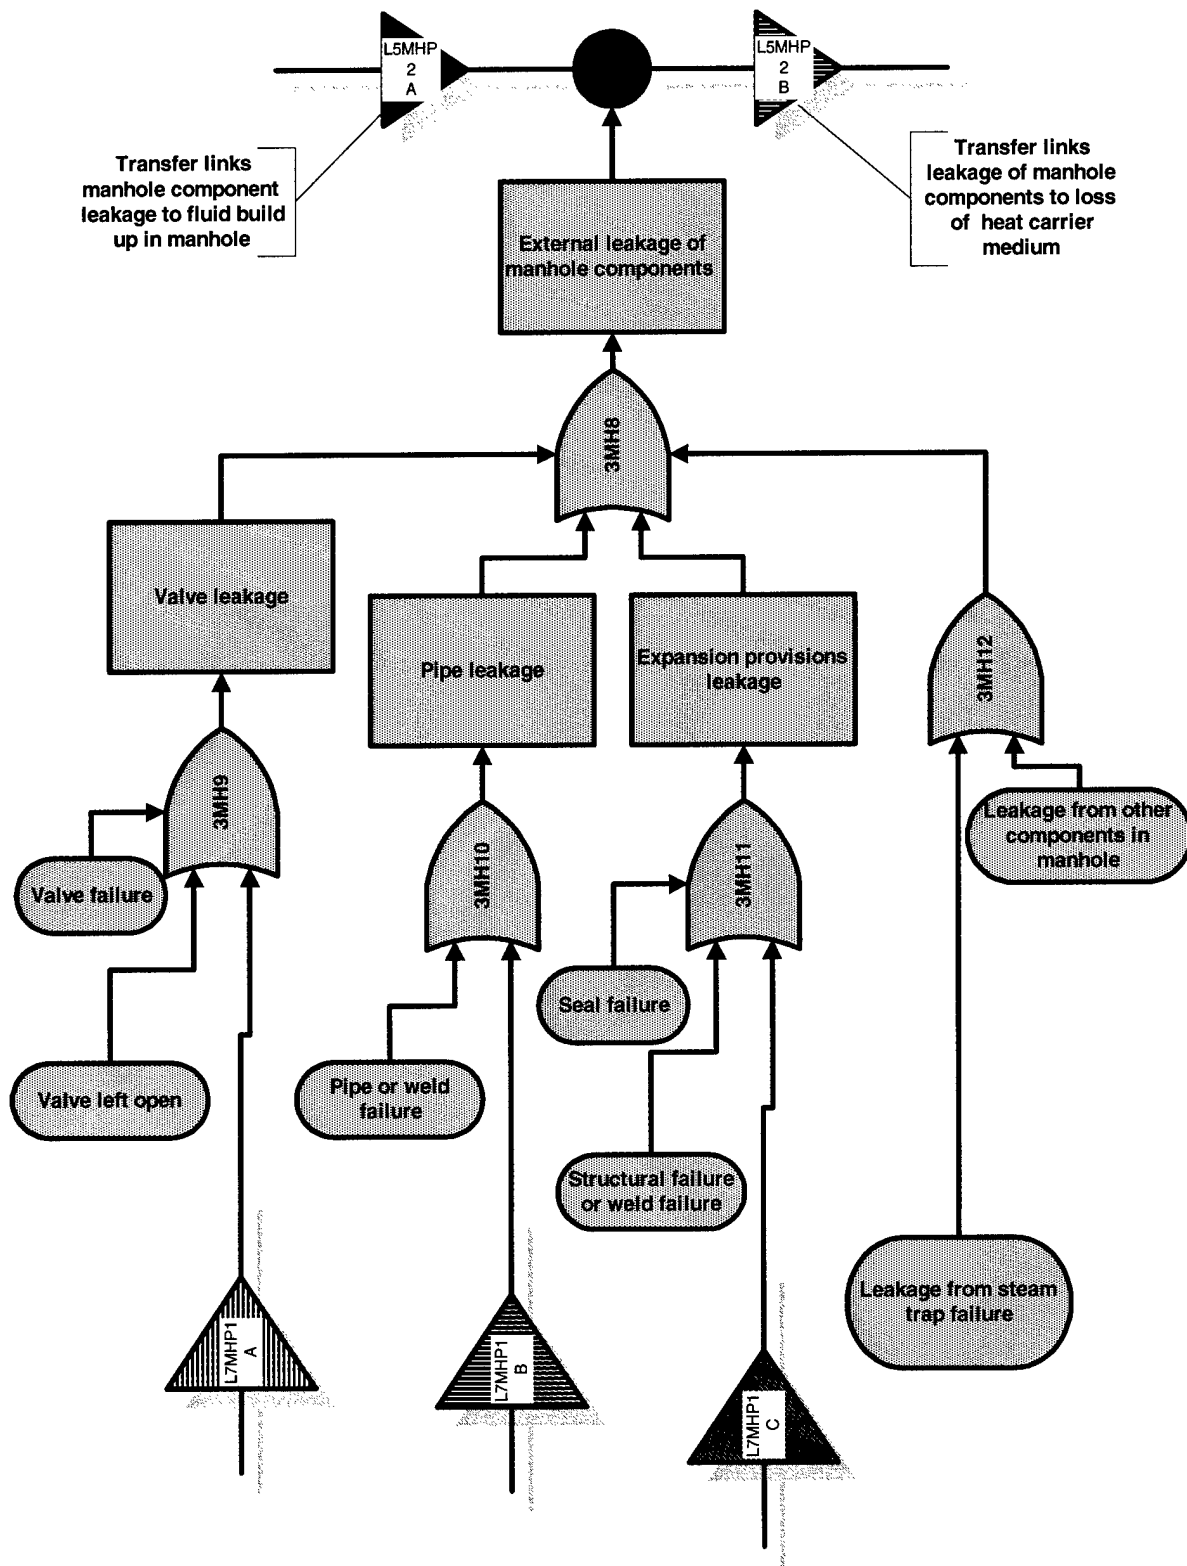 L5MHP
2
A
L5MHP
2
B
Transfer links
manhole component
leakage to fluid build
up in manhole
Transfer links
leakage of manhole
components to loss
of heat carrier
medium
External leakage of
manhole components
3MH8
Valve leakage
Pipe leakage
Expansion provisions
leakage
3MH12
3MH9
3MH10
3MH11
Leakage from other
components in
manhole
Valve failure
Seal failure
Valve left open
Pipe or weld
failure
Structural failure
or weld failure
Leakage from steam
trap failure
L7MHP1
A
L7MHP1
B
L7MHP1
C